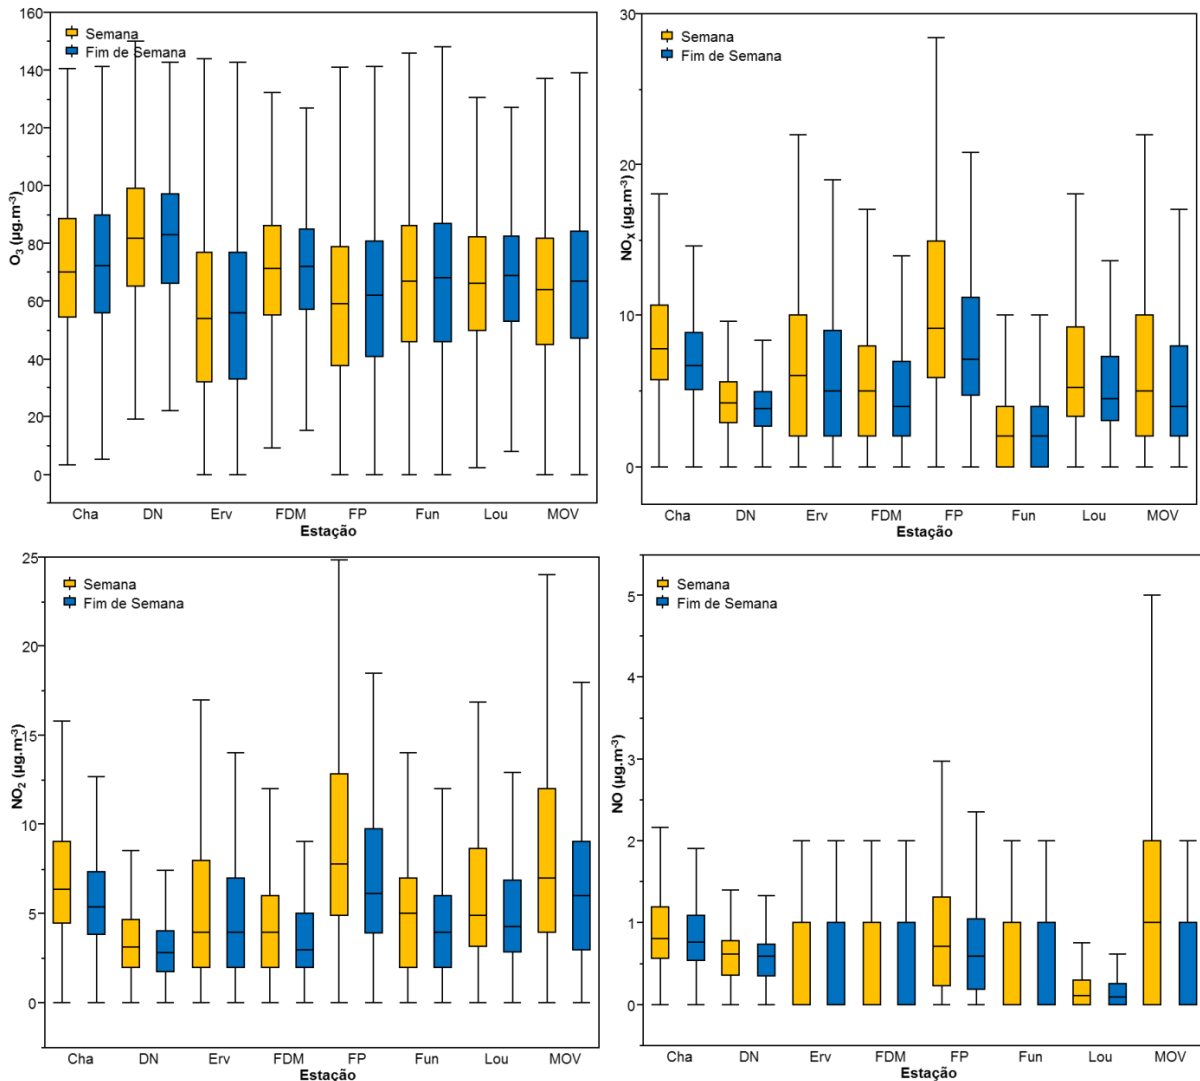 160
140
120
100
80
60
40
20
0
O₃ (µg.m⁻³)
Semana
Fim de Semana
Cha DN Erv FDM FP Fun Lou MOV
Estação
30
20
10
0
NOₓ (µg.m⁻³)
Semana
Fim de Semana
Cha DN Erv FDM FP Fun Lou MOV
Estação
25
20
15
10
5
0
NO₂ (µg.m⁻³)
Semana
Fim de Semana
Cha DN Erv FDM FP Fun Lou MOV
Estação
5
4
3
2
1
0
NO (µg.m⁻³)
Semana
Fim de Semana
Cha DN Erv FDM FP Fun Lou MOV
Estação